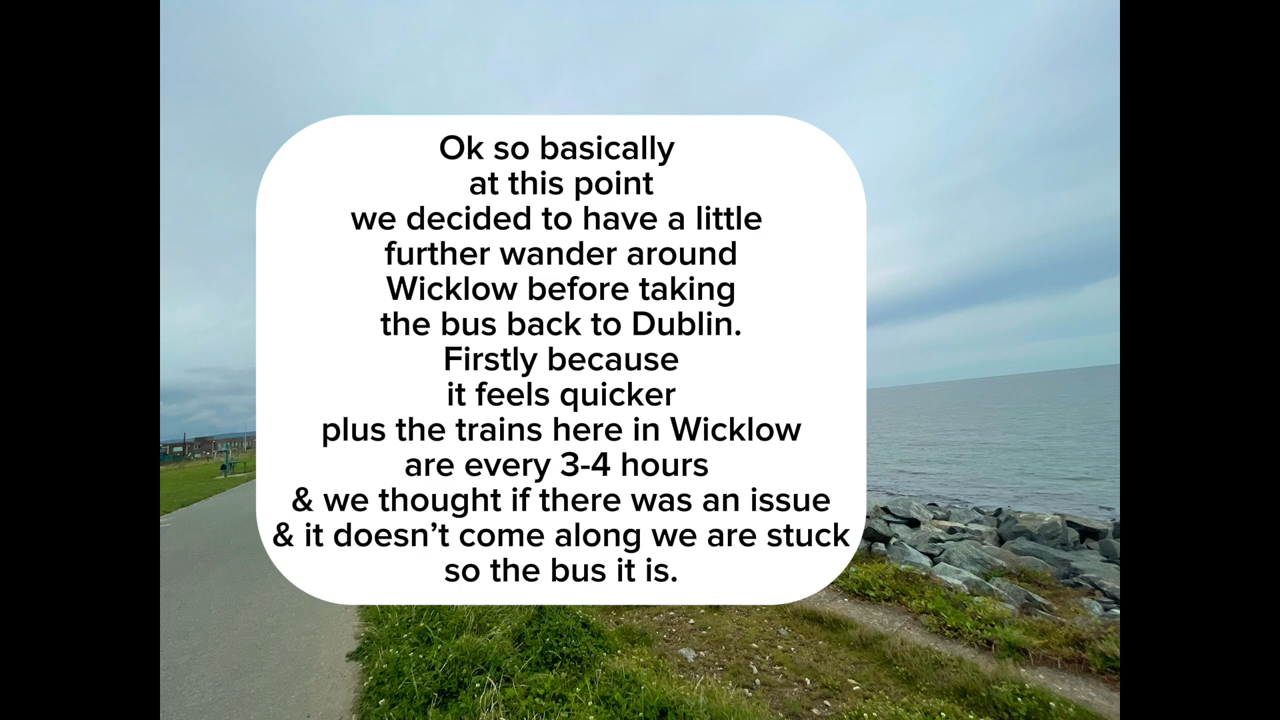 Ok so basically
at this point
we decided to have a little
further wander around
Wicklow before taking
the bus back to Dublin.
Firstly because
it feels quicker
plus the trains here in Wicklow
are every 3-4 hours
& we thought if there was an issue
& it doesn’t come along we are stuck
so the bus it is.